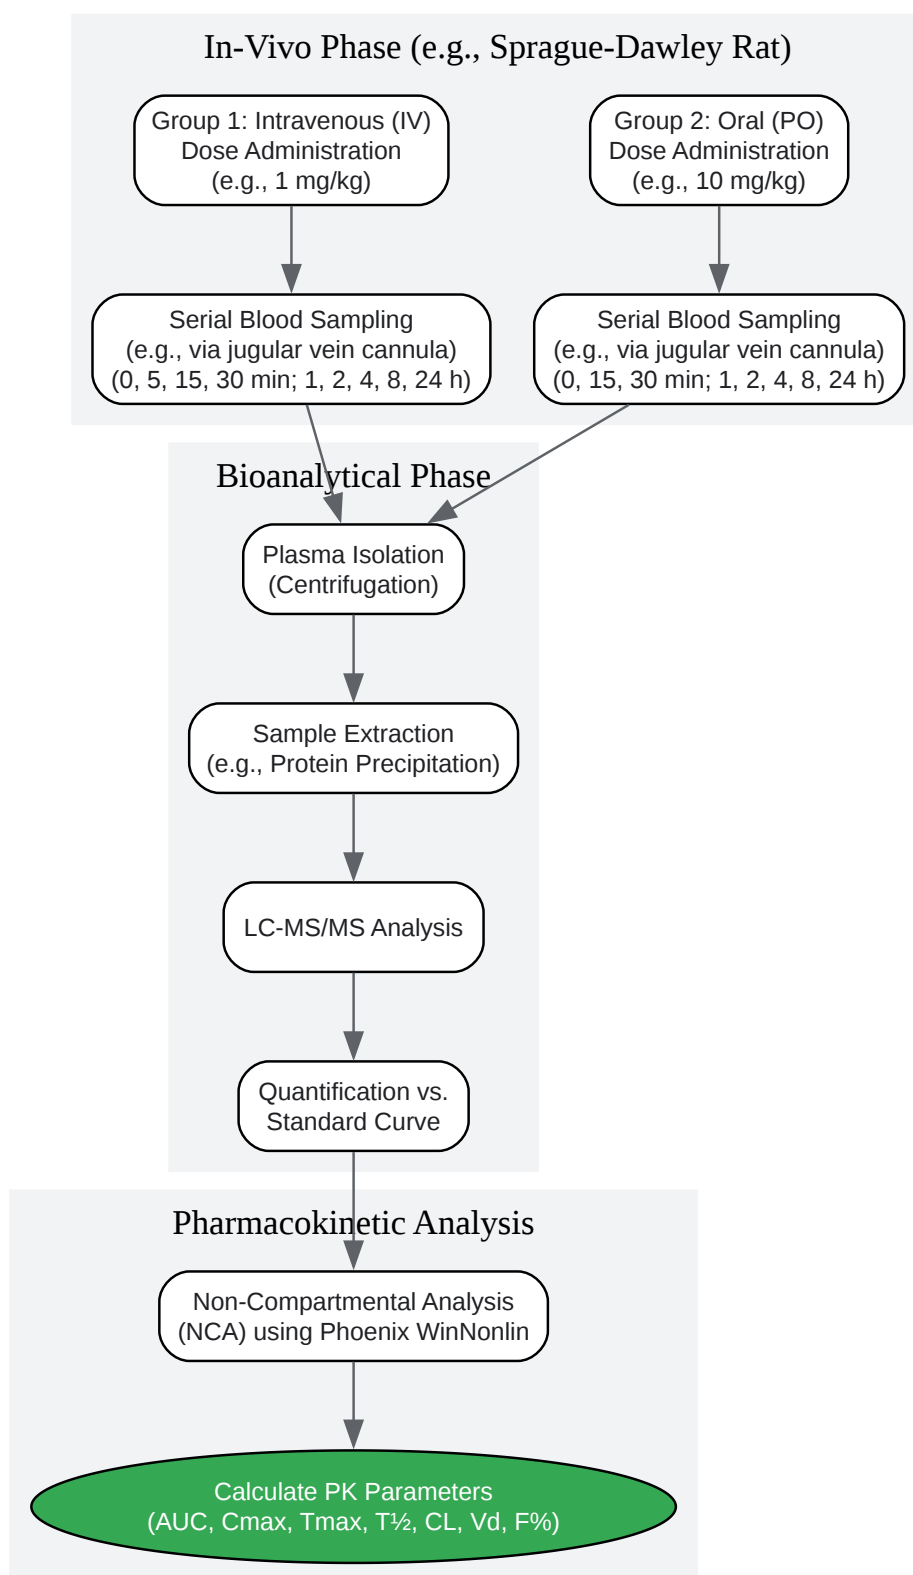 In-Vivo Phase (e.g., Sprague-Dawley Rat)
Group 1: Intravenous (IV)
Dose Administration
(e.g., 1 mg/kg)
Group 2: Oral (PO)
Dose Administration
(e.g., 10 mg/kg)
Serial Blood Sampling
(e.g., via jugular vein cannula)
(0, 5, 15, 30 min; 1, 2, 4, 8, 24 h)
Serial Blood Sampling
(e.g., via jugular vein cannula)
(0, 15, 30 min; 1, 2, 4, 8, 24 h)
Bioanalytical Phase
Plasma Isolation
(Centrifugation)
Sample Extraction
(e.g., Protein Precipitation)
LC-MS/MS Analysis
Quantification vs.
Standard Curve
Pharmacokinetic Analysis
Non-Compartmental Analysis
(NCA) using Phoenix WinNonlin
Calculate PK Parameters
(AUC, Cmax, Tmax, T½, CL, Vd, F%)